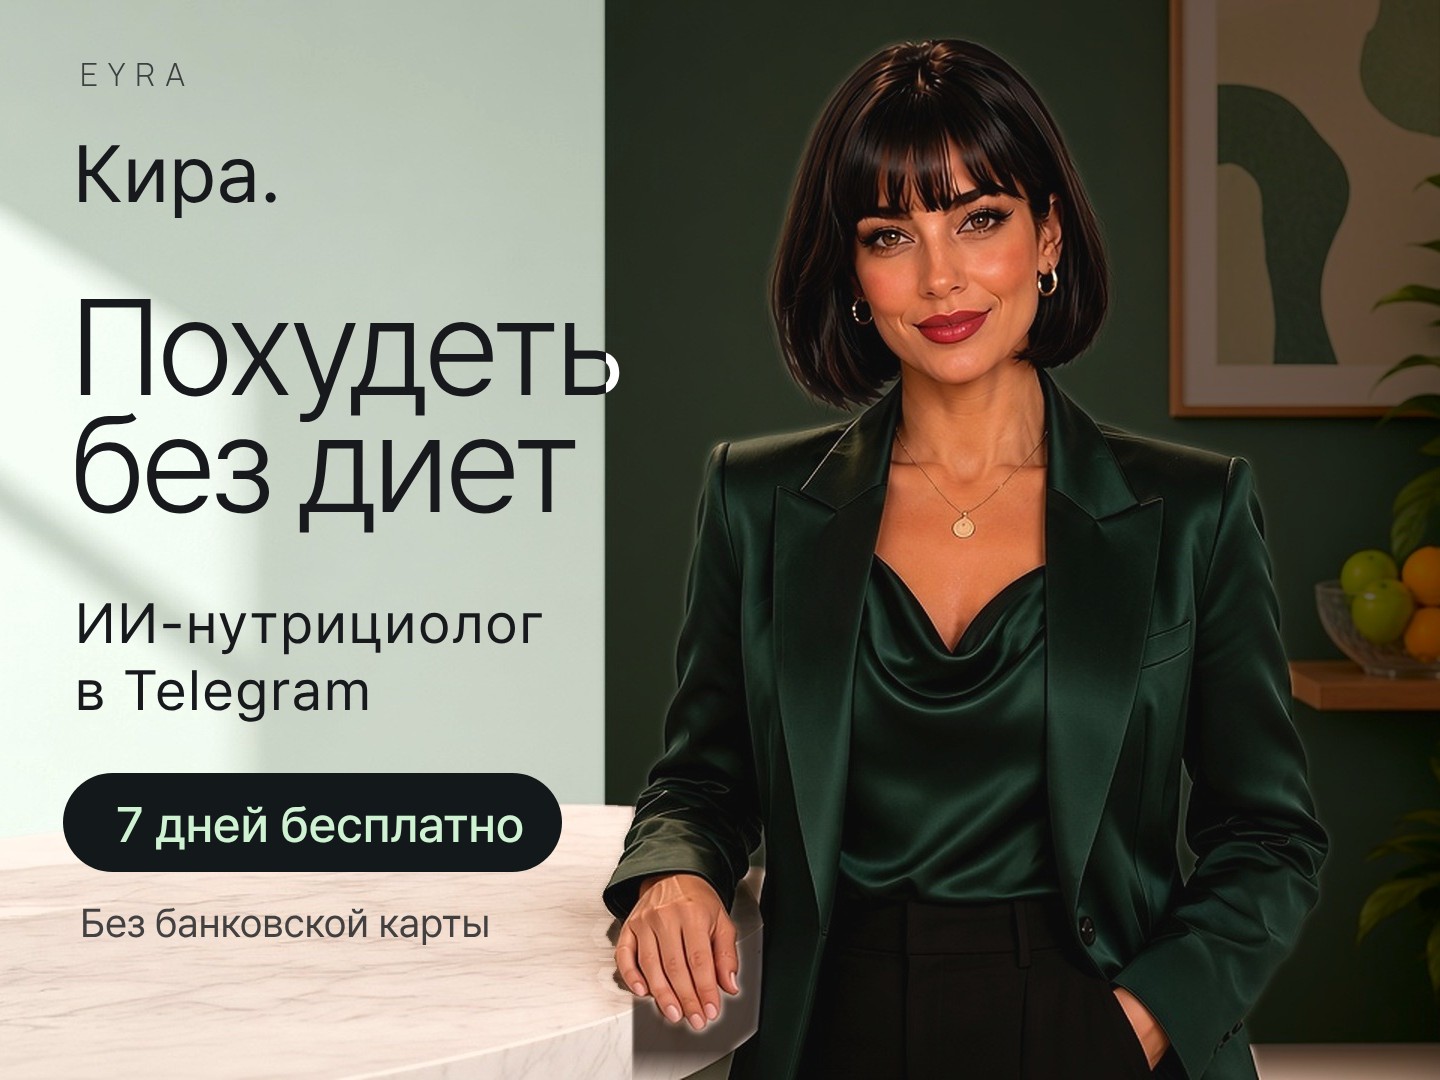 EYRA
Кира.
Похудеть
без диет
ИИ-нутрициолог
в Telegram
7 дней бесплатно
Без банковской карты